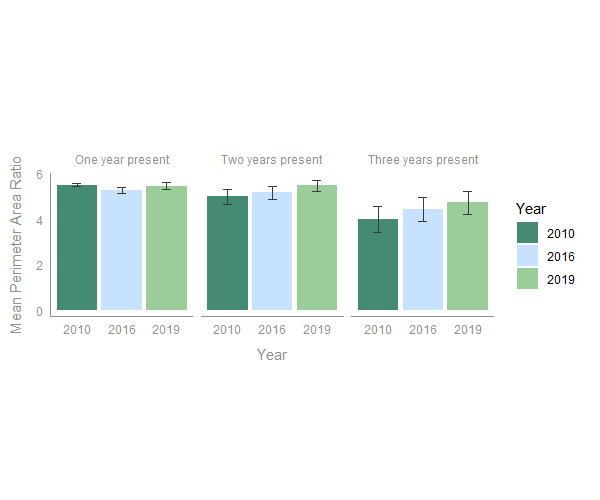 One year present Two years present Three years present
Mean Perimeter Area Ratio
6
4
2
0
2010 2016 2019 2010 2016 2019 2010 2016 2019
Year
Year
2010
2016
2019